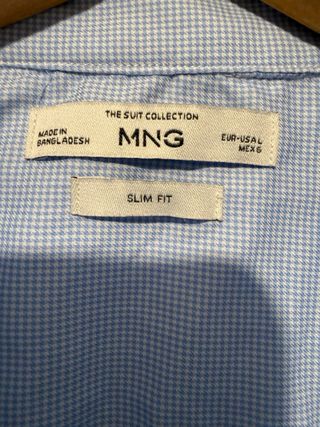 THE SUIT COLLECTION
MADE IN
BANGLADESH
MNG
EUR-USA L
MEX 6
SLIM FIT